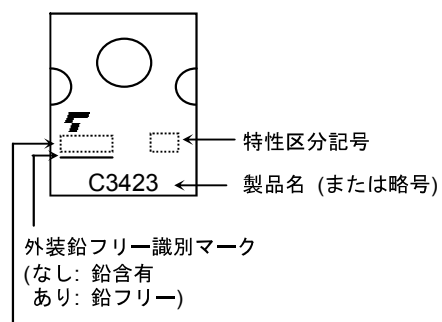 特性区分記号
C3423
製品名 (または略号)
外装鉛フリー識別マーク
(なし: 鉛含有
あり: 鉛フリー)